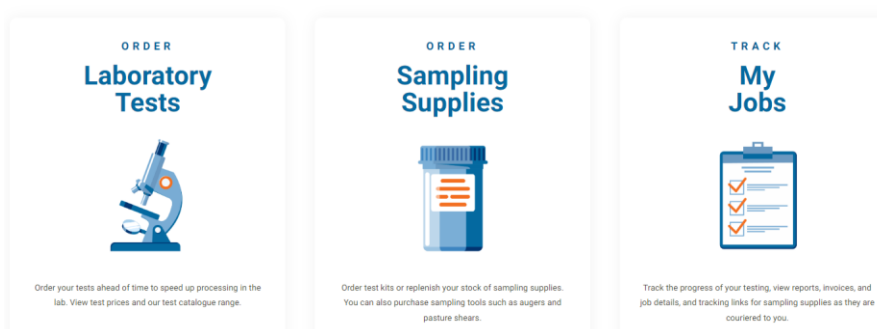 ORDER
Laboratory
Tests
Order your tests ahead of time to speed up processing in the
lab. View test prices and our test catalogue range.
ORDER
Sampling
Supplies
Order test kits or replenish your stock of sampling supplies.
You can also purchase sampling tools such as augers and
pasture shears.
TRACK
My
Jobs
Track the progress of your testing, view reports, invoices, and
job details, and tracking links for sampling supplies as they are
couriered to you.